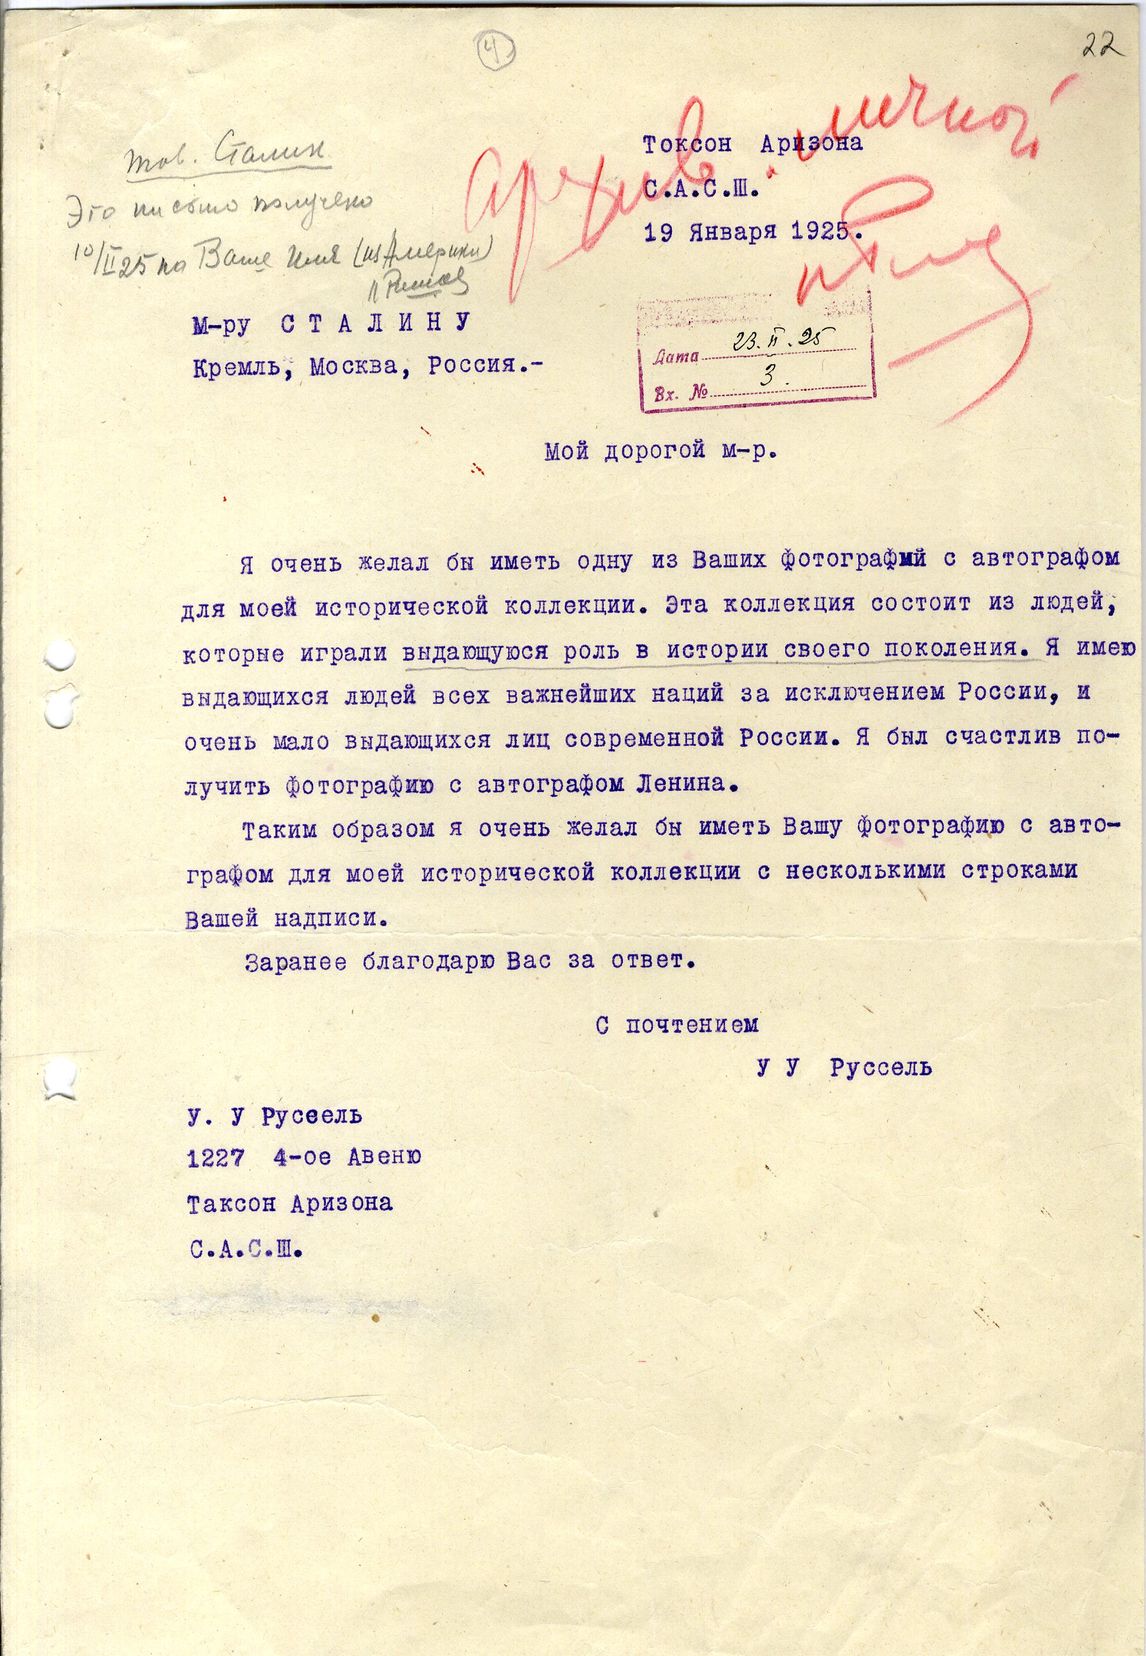 4
22
Архив личной
тов. Сталин
Это письмо получено
10/II 25 на Ваше имя (из Америки)
Токсон Аризона
С.А.С.Ш.
19 Января 1925.
М-ру СТАЛИНУ
Кремль, Москва, Россия.-
Дата 23.II.25
Вх. № 3.
Мой дорогой м-р.
Я очень желал бы иметь одну из Ваших фотографий с автографом
для моей исторической коллекции. Эта коллекция состоит из людей,
которые играли выдающуюся роль в истории своего поколения. Я имею
выдающихся людей всех важнейших наций за исключением России, и
очень мало выдающихся лиц современной России. Я был счастлив по-
лучить фотографию с автографом Ленина.
Таким образом я очень желал бы иметь Вашу фотографию с авто-
графом для моей исторической коллекции с несколькими строками
Вашей надписи.
Заранее благодарю Вас за ответ.
С почтением
У У Руссель
У. У Руссель
1227 4-ое Авеню
Таксон Аризона
С.А.С.Ш.